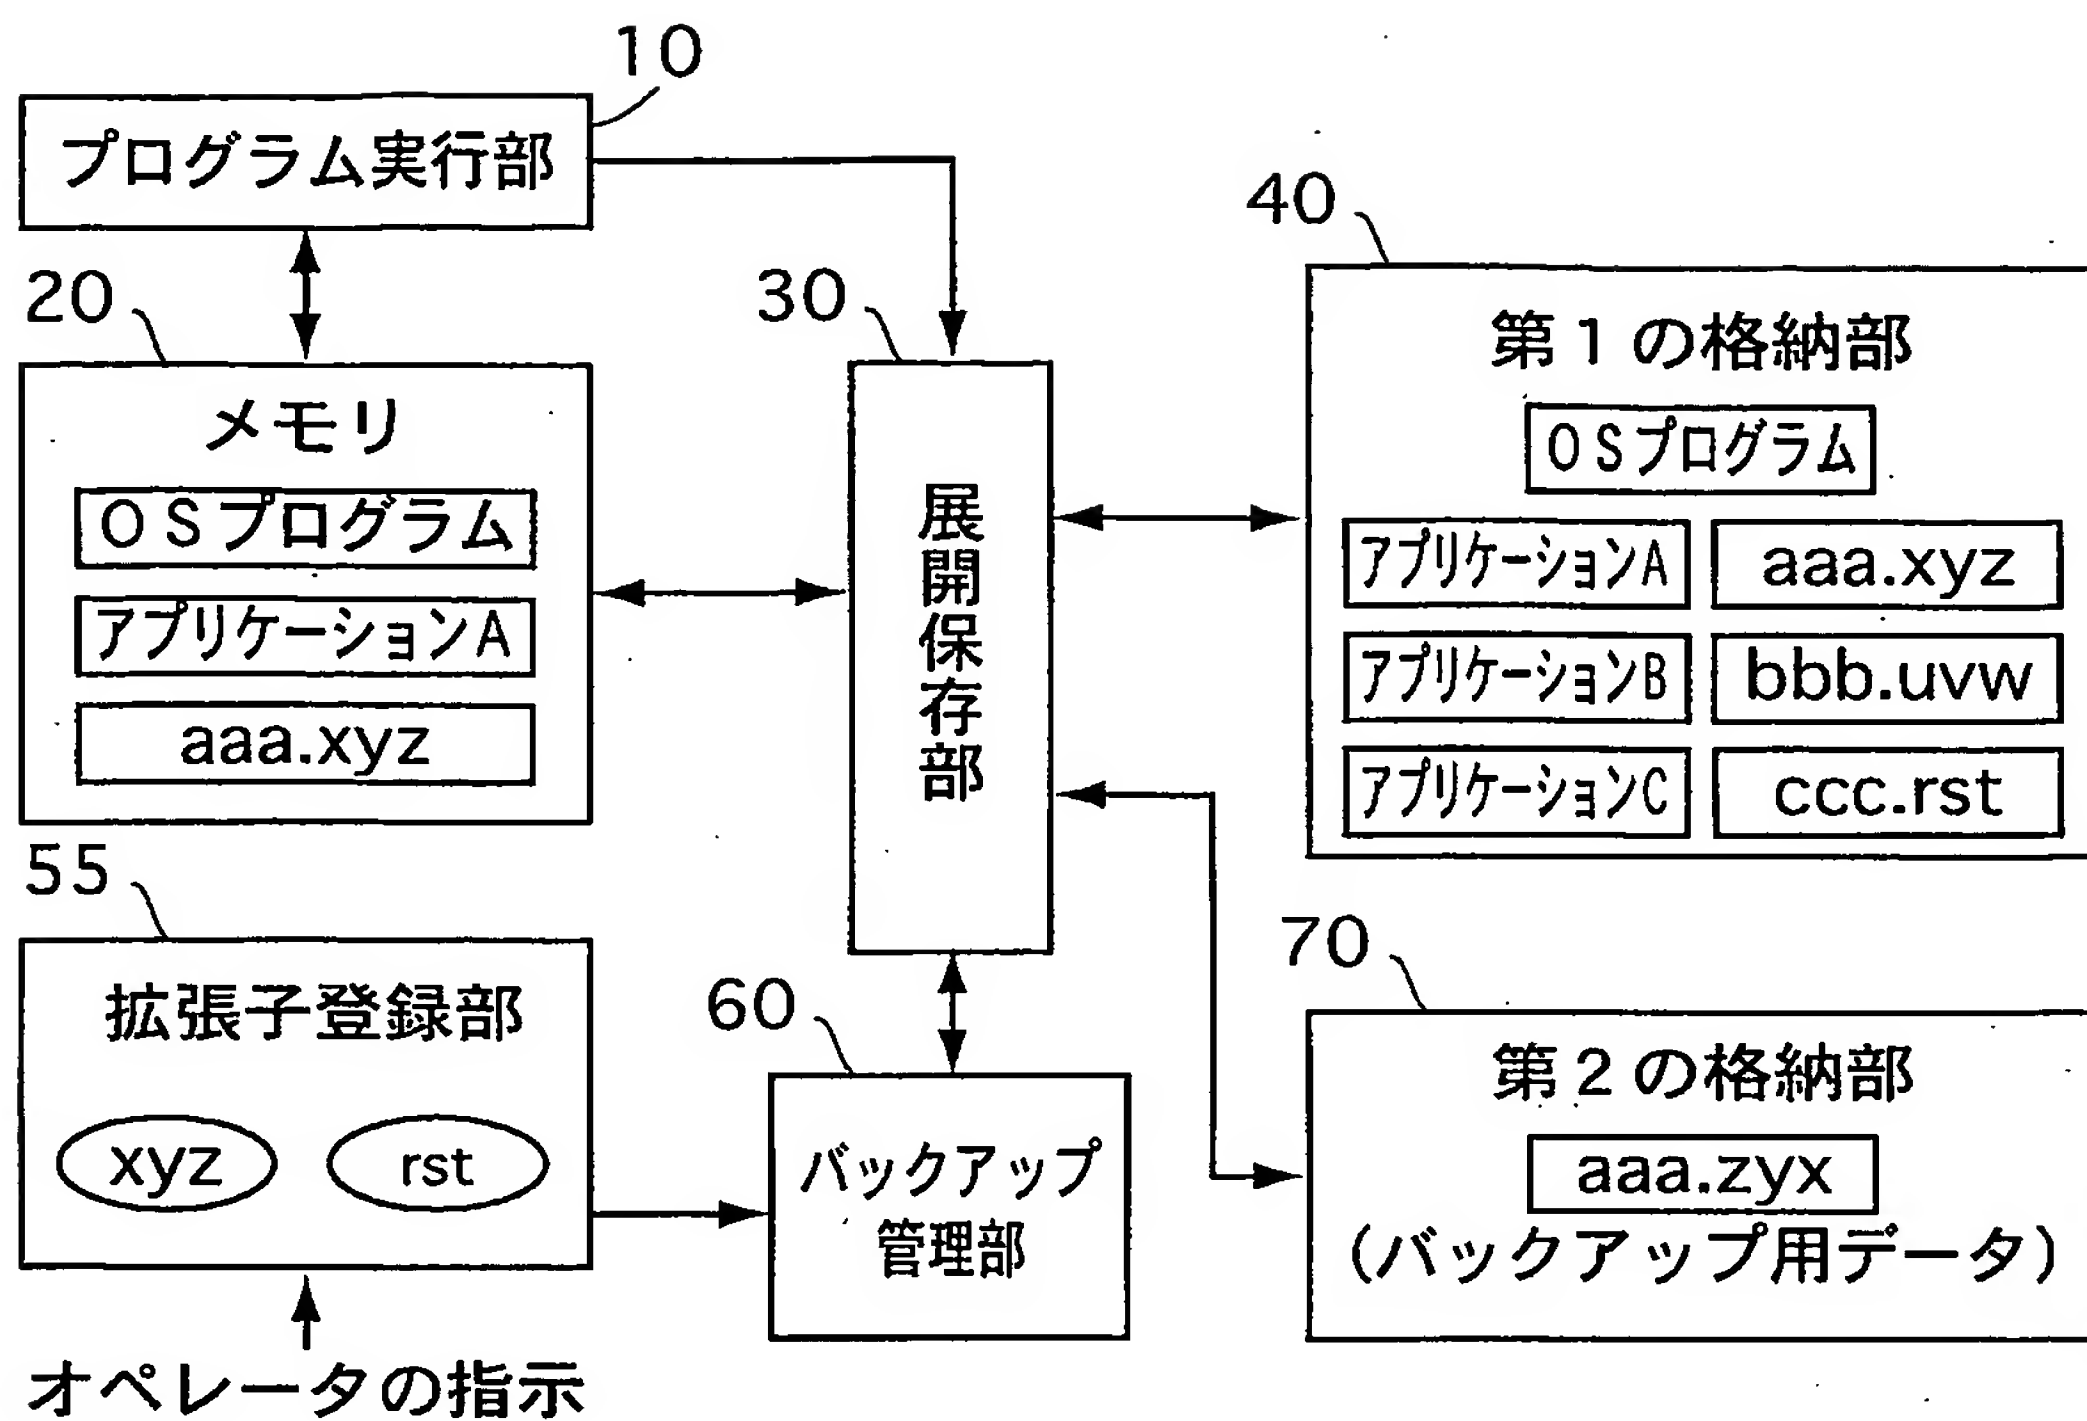 10
プログラム実行部
20
メモリ
OSプログラム
アプリケーションA
aaa.xyz
30
展開保存部
40
第1の格納部
OSプログラム
アプリケーションA
aaa.xyz
アプリケーションB
bbb.uvw
アプリケーションC
ccc.rst
55
拡張子登録部
xyz
rst
オペレータの指示
60
バックアップ
管理部
70
第2の格納部
aaa.zyx
(バックアップ用データ)